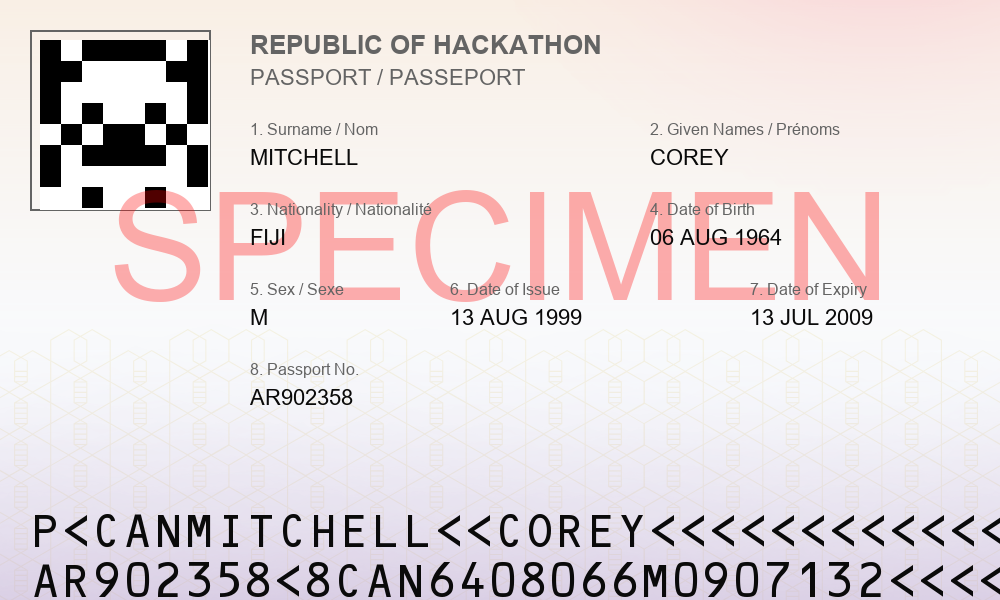 REPUBLIC OF HACKATHON
PASSPORT / PASSEPORT
1. Surname / Nom
2. Given Names / Prénoms
MITCHELL
COREY
SPECIMEN
3. Nationality / Nationalité
4. Date of Birth
FIJI
06 AUG 1964
5. Sex / Sexe
6. Date of Issue
7. Date of Expiry
M
13 AUG 1999
13 JUL 2009
8. Passport No.
AR902358
P<CANMITCHELL<<COREY<<<<<<<<<<<
AR902358<8CAN6408066M0907132<<<<